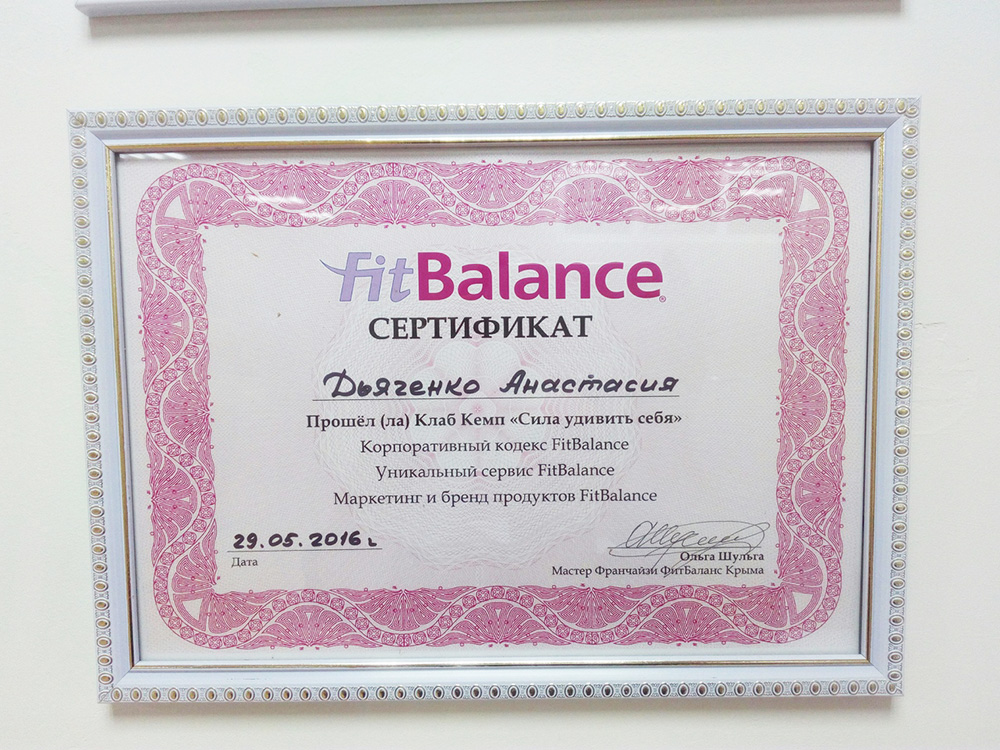 fitBalance®
СЕРТИФИКАТ
Дьяченко Анастасия
Прошёл (ла) Клаб Кемп «Сила удивить себя»
Корпоративный кодекс FitBalance
Уникальный сервис FitBalance
Маркетинг и бренд продуктов FitBalance
29.05.2016г.
Дата
Ольга Шульга
Мастер Франчайзи ФитБаланс Крыма